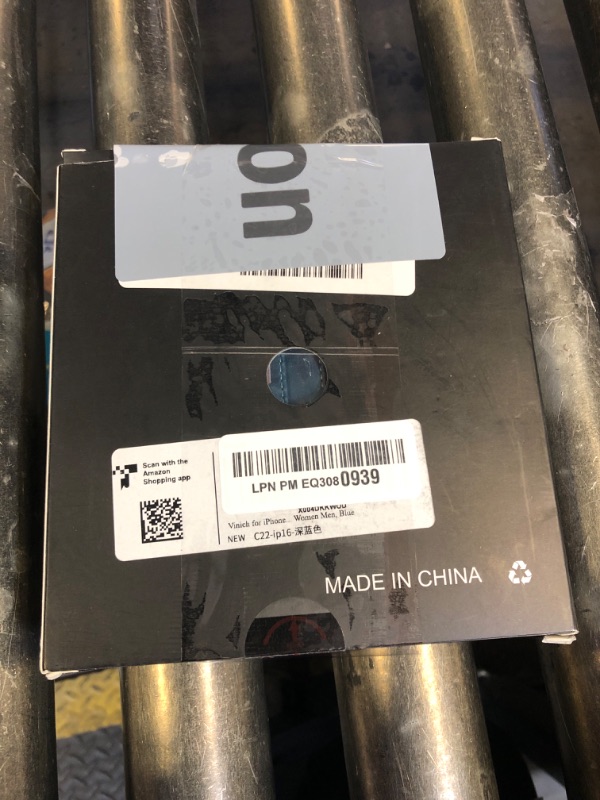 on
Scan with the
Amazon
Shopping app
LPN PM EQ3080939
Vinich for iPhone... Women Men, Blue
NEW C22-ip16-深蓝色
MADE IN CHINA